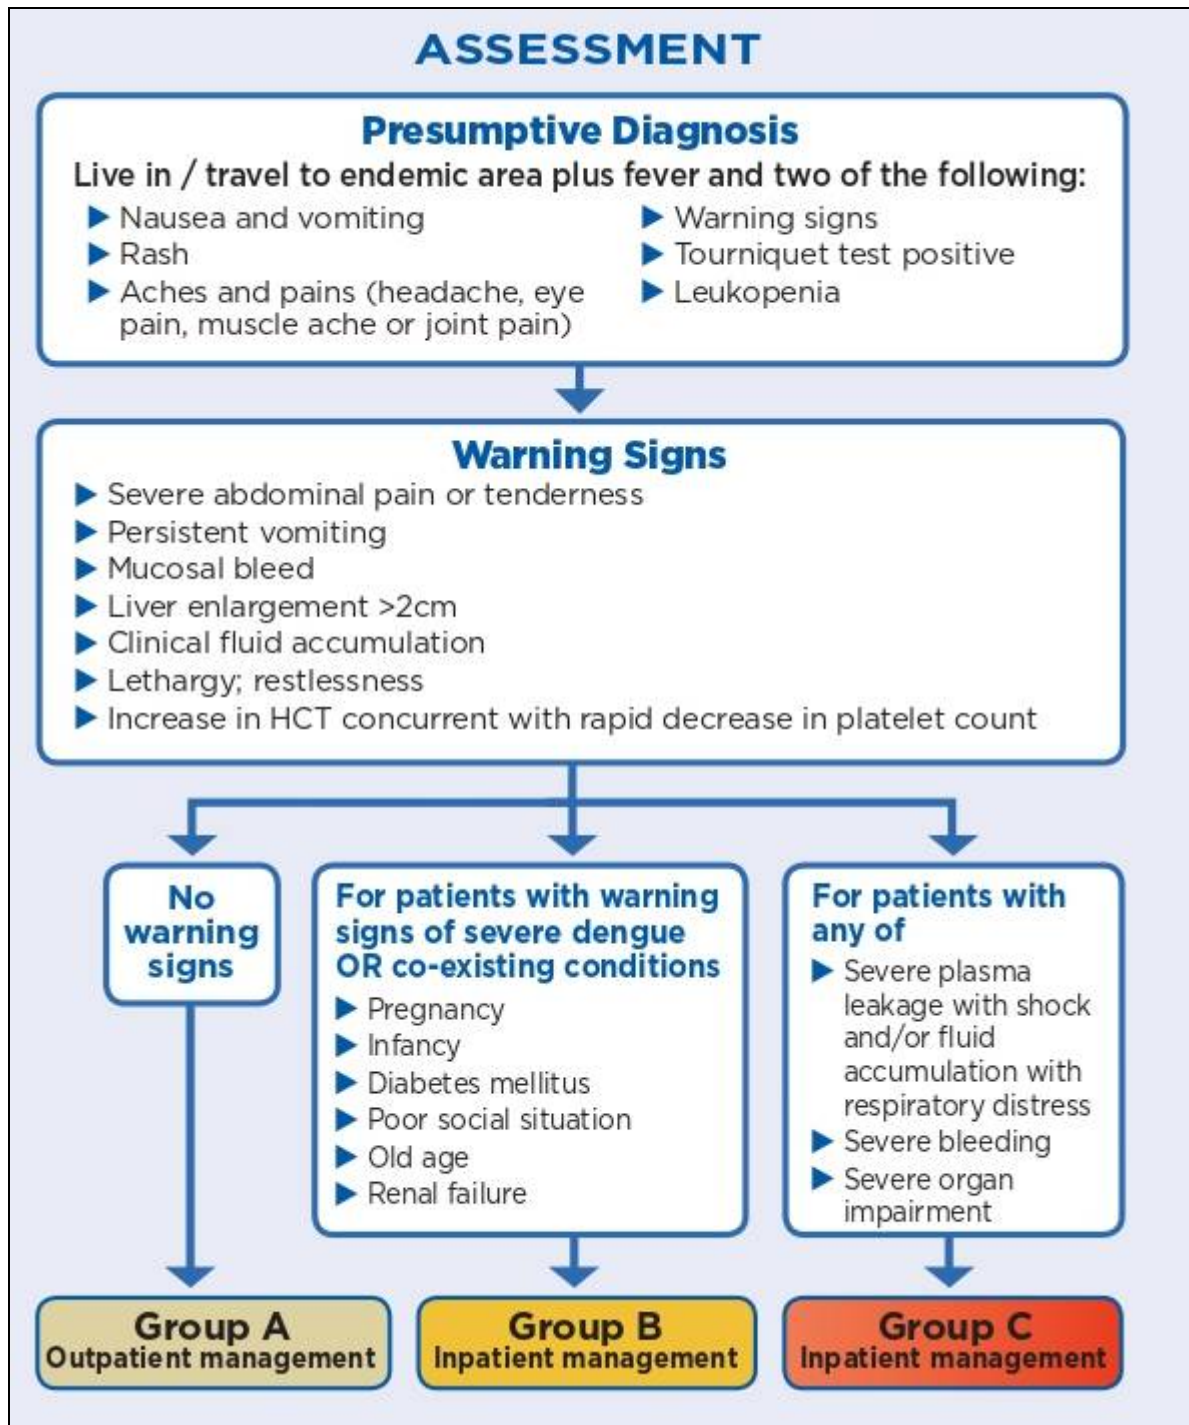 ASSESSMENT
Presumptive Diagnosis
Live in / travel to endemic area plus fever and two of the following:
Nausea and vomiting
Rash
Aches and pains (headache, eye
pain, muscle ache or joint pain)
Warning signs
Tourniquet test positive
Leukopenia
Warning Signs
Severe abdominal pain or tenderness
Persistent vomiting
Mucosal bleed
Liver enlargement >2cm
Clinical fluid accumulation
Lethargy; restlessness
Increase in HCT concurrent with rapid decrease in platelet count
No
warning
signs
For patients with warning
signs of severe dengue
OR co-existing conditions
Pregnancy
Infancy
Diabetes mellitus
Poor social situation
Old age
Renal failure
For patients with
any of
Severe plasma
leakage with shock
and/or fluid
accumulation with
respiratory distress
Severe bleeding
Severe organ
impairment
Group A
Outpatient management
Group B
Inpatient management
Group C
Inpatient management